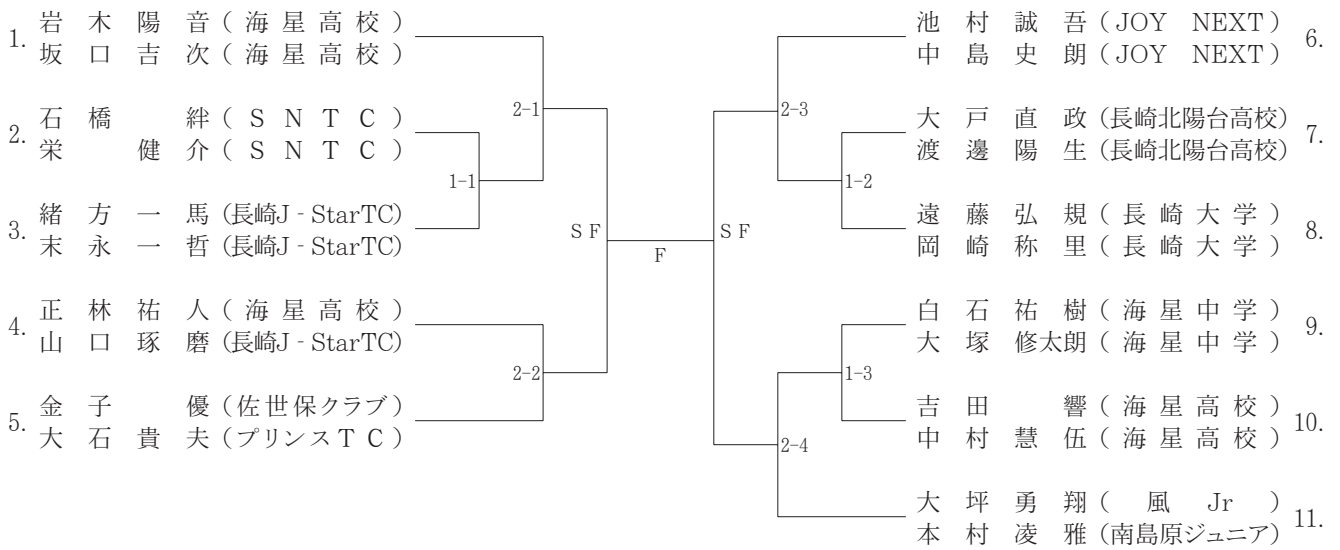 1. 岩木陽音（海星高校）
坂口吉次（海星高校）
2. 石橋絆（SNTC）
栄健介（SNTC）
3. 緒方一馬（長崎J‐StarTC）
末永一哲（長崎J‐StarTC）
4. 正林祐人（海星高校）
山口琢磨（長崎J‐StarTC）
5. 金子優（佐世保クラブ）
大石貴夫（プリンスTC）
1-1
2-1
2-2
SF
F
SF
2-3
1-2
1-3
2-4
池村誠吾（JOY NEXT） 6.
中島史朗（JOY NEXT）
大戸直政（長崎北陽台高校） 7.
渡邊陽生（長崎北陽台高校）
遠藤弘規（長崎大学） 8.
岡崎称里（長崎大学）
白石祐樹（海星中学） 9.
大塚修太朗（海星中学）
吉田響（海星高校） 10.
中村慧伍（海星高校）
大坪勇翔（風Jr） 11.
本村凌雅（南島原ジュニア）